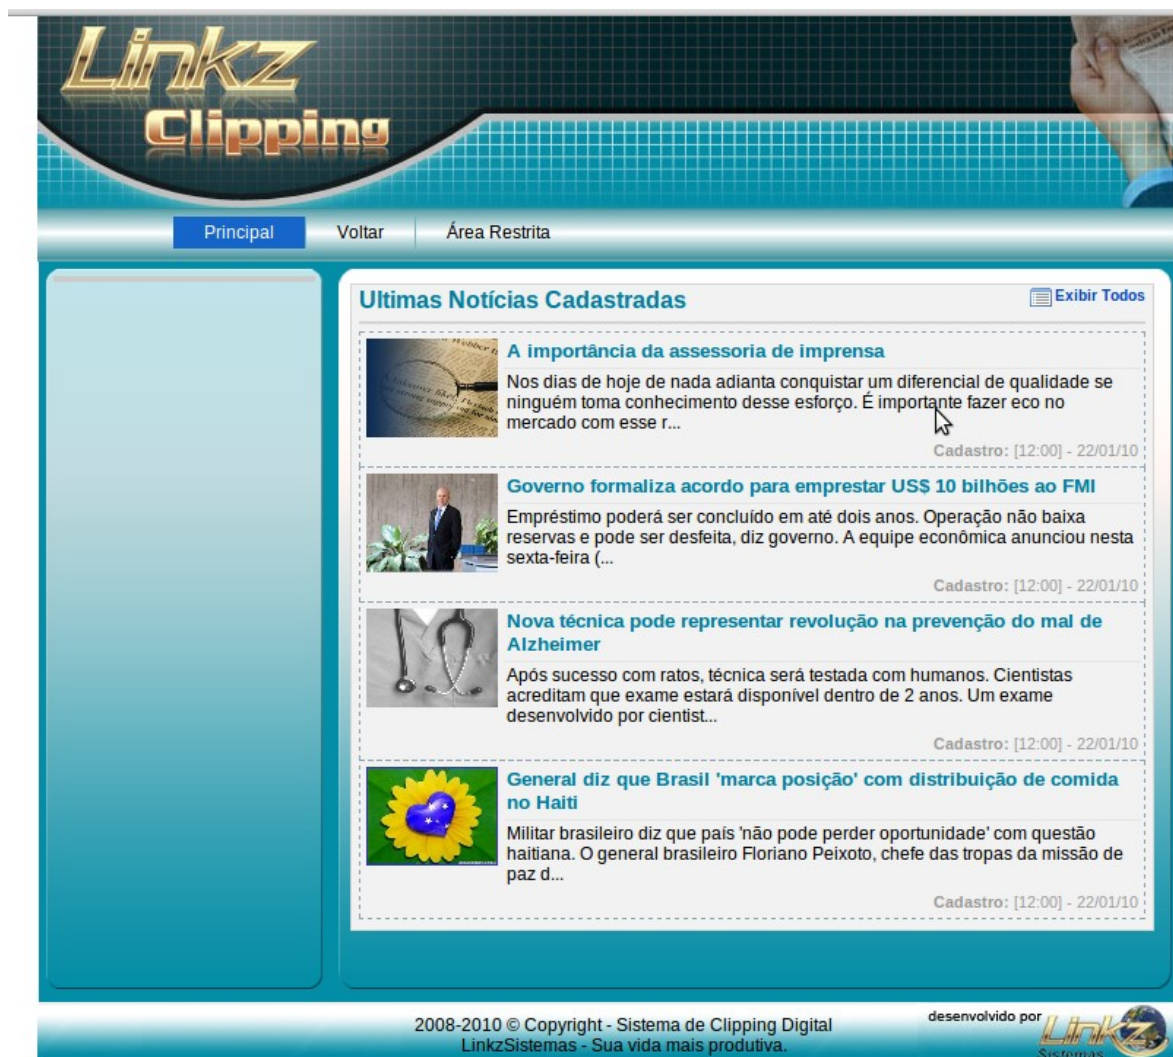 Linkz
Clipping
Principal Voltar Área Restrita
Ultimas Notícias Cadastradas
Exibir Todos
A importância da assessoria de imprensa
Nos dias de hoje de nada adianta conquistar um diferencial de qualidade se
ninguém toma conhecimento desse esforço. É importante fazer eco no
mercado com esse r...
Cadastro: [12:00] - 22/01/10
Governo formaliza acordo para emprestar US$ 10 bilhões ao FMI
Empréstimo poderá ser concluído em até dois anos. Operação não baixa
reservas e pode ser desfeita, diz governo. A equipe econômica anunciou nesta
sexta-feira (...
Cadastro: [12:00] - 22/01/10
Nova técnica pode representar revolução na prevenção do mal de
Alzheimer
Após sucesso com ratos, técnica será testada com humanos. Cientistas
acreditam que exame estará disponível dentro de 2 anos. Um exame
desenvolvido por cientist...
Cadastro: [12:00] - 22/01/10
General diz que Brasil 'marca posição' com distribuição de comida
no Haiti
Militar brasileiro diz que país 'não pode perder oportunidade' com questão
haitiana. O general brasileiro Floriano Peixoto, chefe das tropas da missão de
paz d...
Cadastro: [12:00] - 22/01/10
2008-2010 © Copyright - Sistema de Clipping Digital
LinkzSistemas - Sua vida mais produtiva.
desenvolvido por
Linkz
Sistemas